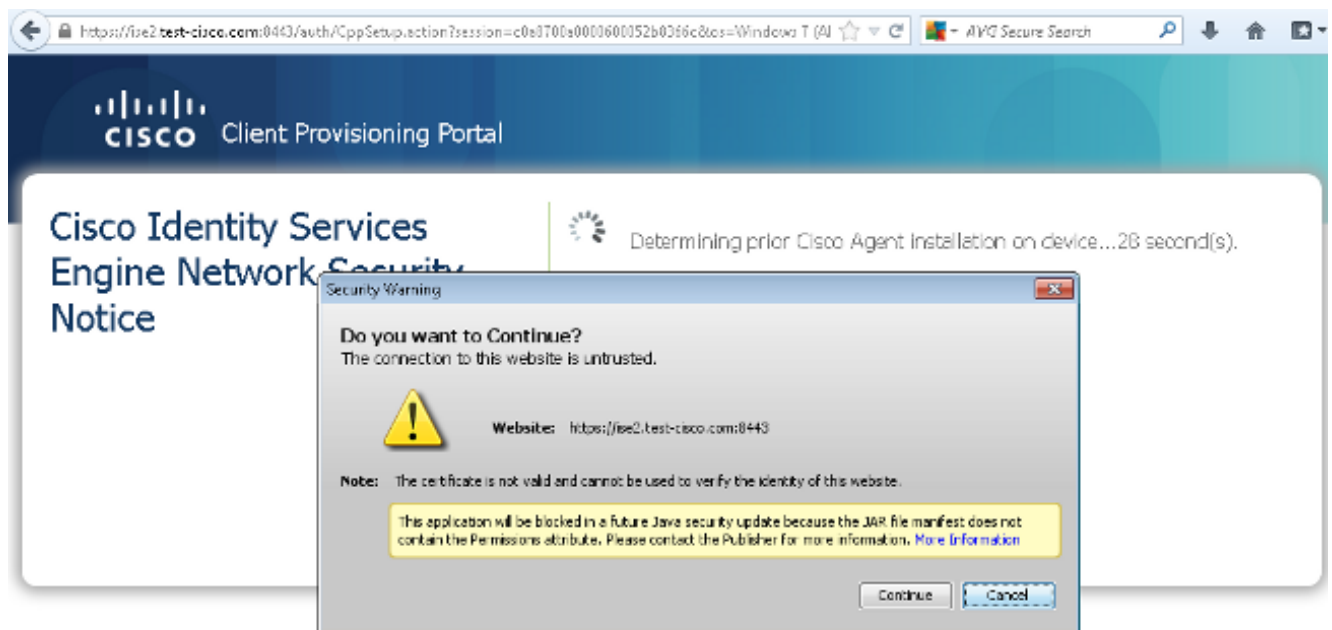 https://ise2.test-cisco.com:8443/auth/CppSetup.action?session=c0a8700a0000600052b8366c&os=Windows 7 (Al
AVG Secure Search
CISCO Client Provisioning Portal
Cisco Identity Services
Engine Network Security
Notice
Determining prior Cisco Agent installation on device...28 second(s).
Security Warning
Do you want to Continue?
The connection to this website is untrusted.
Website: https://ise2.test-cisco.com:8443
Note: The certificate is not valid and cannot be used to verify the identity of this website.
This application will be blocked in a future Java security update because the JAR file manifest does not
contain the Permissions attribute. Please contact the Publisher for more information. More Information
Continue Cancel